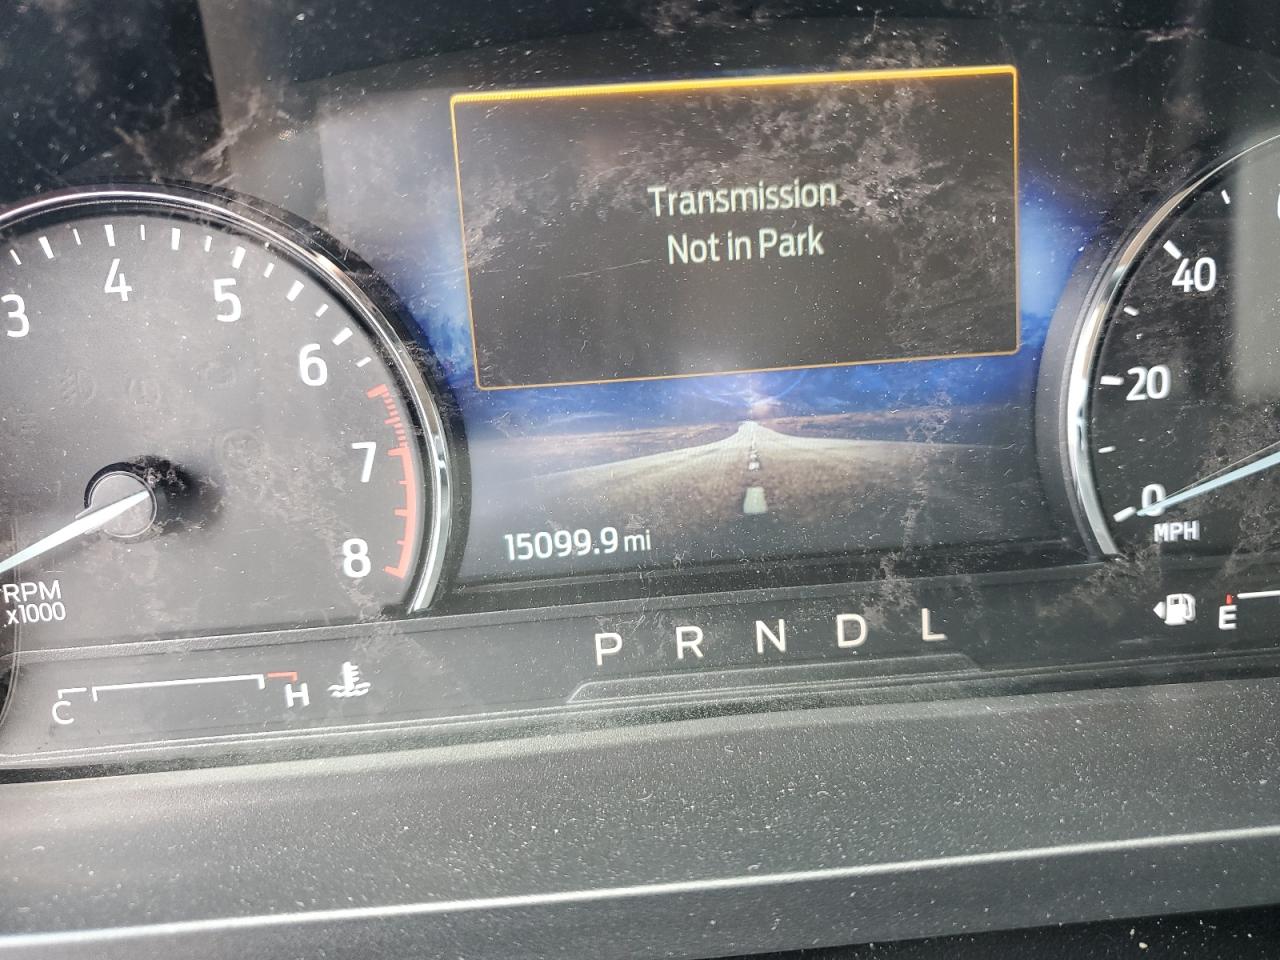 Transmission
Not in Park
3
4
5
6
7
8
RPM
x1000
40
20
0
MPH
15099.9 mi
P R N D L
C
H
E